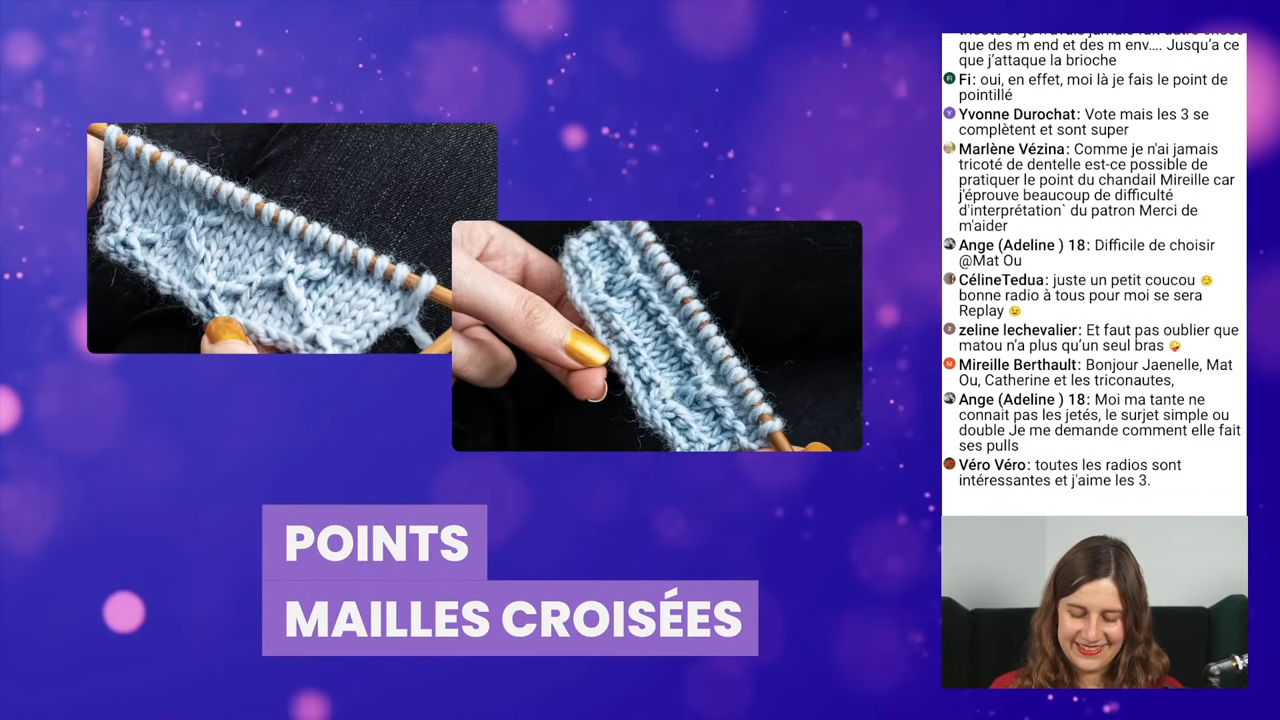 POINTS
MAILLES CROISÉES
que des m end et des m env.... Jusqu'a ce
que j'attaque la brioche
Fi: oui, en effet, moi là je fais le point de
pointillé
Yvonne Durochat: Vote mais les 3 se
complètent et sont super
Marlène Vézina: Comme je n'ai jamais
tricoté de dentelle est-ce possible de
pratiquer le point du chandail Mireille car
j'éprouve beaucoup de difficulté
d'interprétation` du patron Merci de
m'aider
Ange (Adeline ) 18: Difficile de choisir
@Mat Ou
CélineTedua: juste un petit coucou ☺️
bonne radio à tous pour moi se sera
Replay 😉
zeline lechevalier: Et faut pas oublier que
matou n'a plus qu'un seul bras 🤪
Mireille Berthault: Bonjour Jaenelle, Mat
Ou, Catherine et les triconautes,
Ange (Adeline ) 18: Moi ma tante ne
connait pas les jetés, le surjet simple ou
double Je me demande comment elle fait
ses pulls
Véro Véro: toutes les radios sont
intéressantes et j'aime les 3.